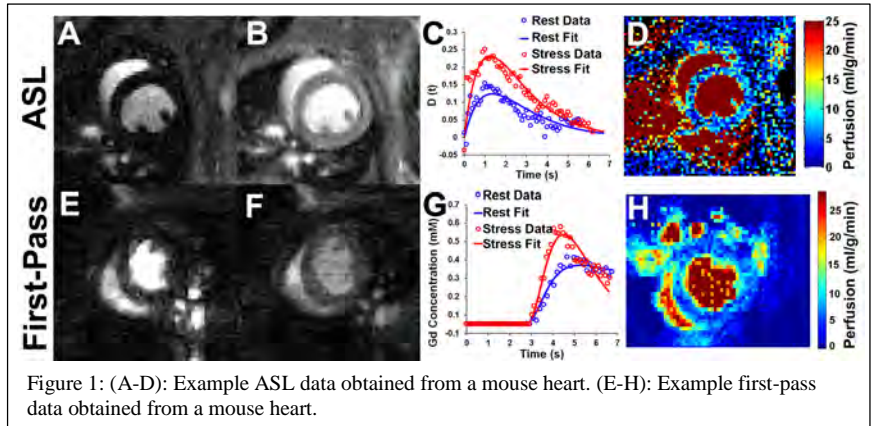 ASL
A
B
C
D (t)
0.3
0.25
0.2
0.15
0.1
0.05
0
-0.05
Rest Data
Rest Fit
Stress Data
Stress Fit
0 1 2 3 4 5 6 7
Time (s)
D
25
20
15
10
5
0
Perfusion (ml/g/min)
First-Pass
E
F
G
Gd Concentration (mM)
0.7
0.6
0.5
0.4
0.3
0.2
0.1
-0.1
Rest Data
Rest Fit
Stress Data
Stress Fit
0 1 2 3 4 5 6 7
Time (s)
H
25
20
15
10
5
0
Perfusion (ml/g/min)
Figure 1: (A-D): Example ASL data obtained from a mouse heart. (E-H): Example first-pass
data obtained from a mouse heart.